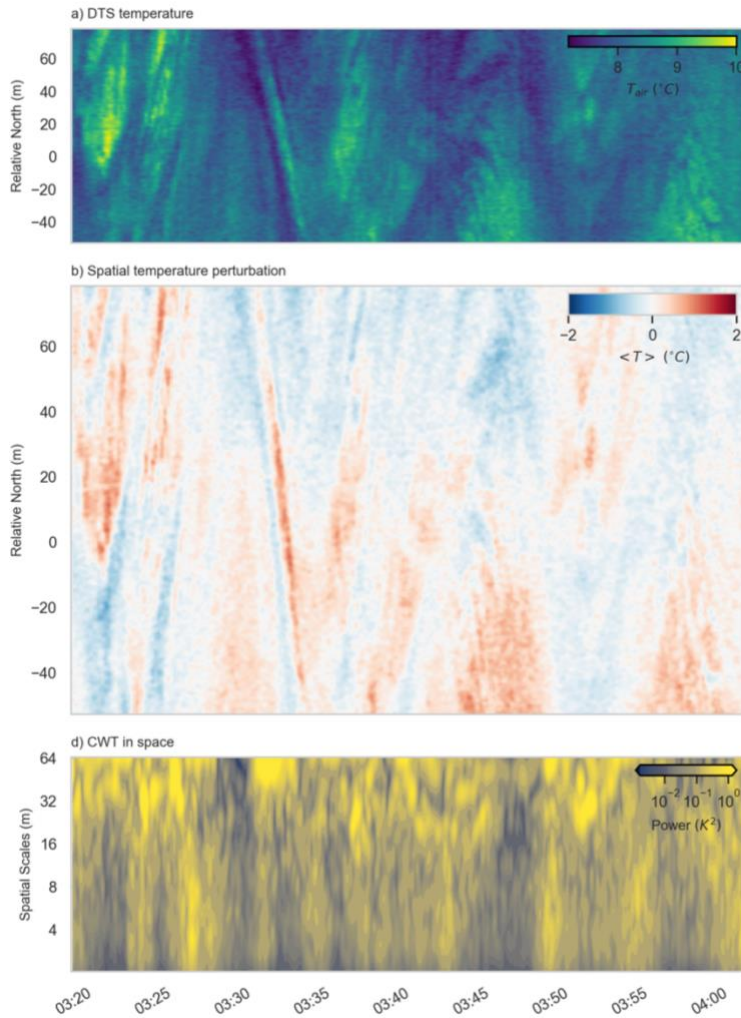 a) DTS temperature
60
40
20
0
−20
−40
Relative North (m)
8 9 10
T_air (°C)
b) Spatial temperature perturbation
60
40
20
0
−20
−40
Relative North (m)
−2 0 2
<T> (°C)
d) CWT in space
64
32
16
8
4
Spatial Scales (m)
10⁻² 10⁻¹ 10⁰
Power (K²)
03:20 03:25 03:30 03:35 03:40 03:45 03:50 03:55 04:00